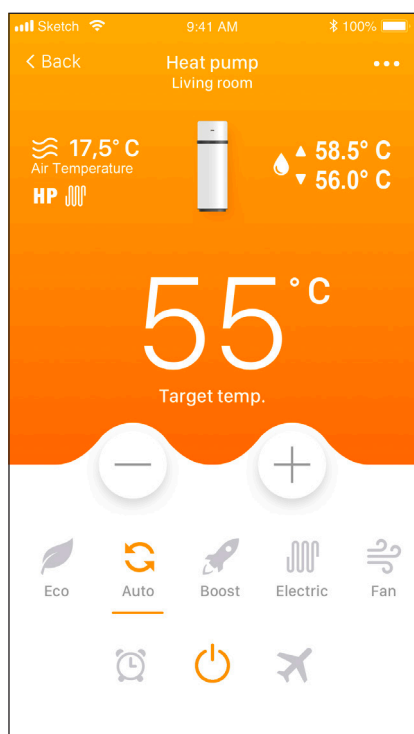 Sketch 9:41 AM 100%
< Back Heat pump •••
Living room
17,5° C ▲ 58.5° C
Air Temperature ▼ 56.0° C
HP
55°C
Target temp.
Eco Auto Boost Electric Fan